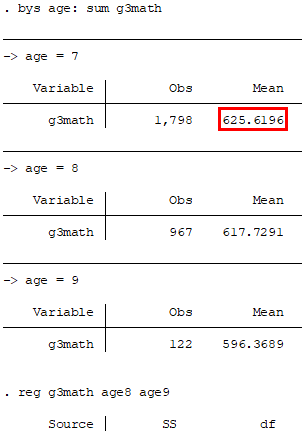 . bys age: sum g3math
-> age = 7
Variable Obs Mean
g3math 1,798 625.6196
-> age = 8
Variable Obs Mean
g3math 967 617.7291
-> age = 9
Variable Obs Mean
g3math 122 596.3689
. reg g3math age8 age9
Source SS df